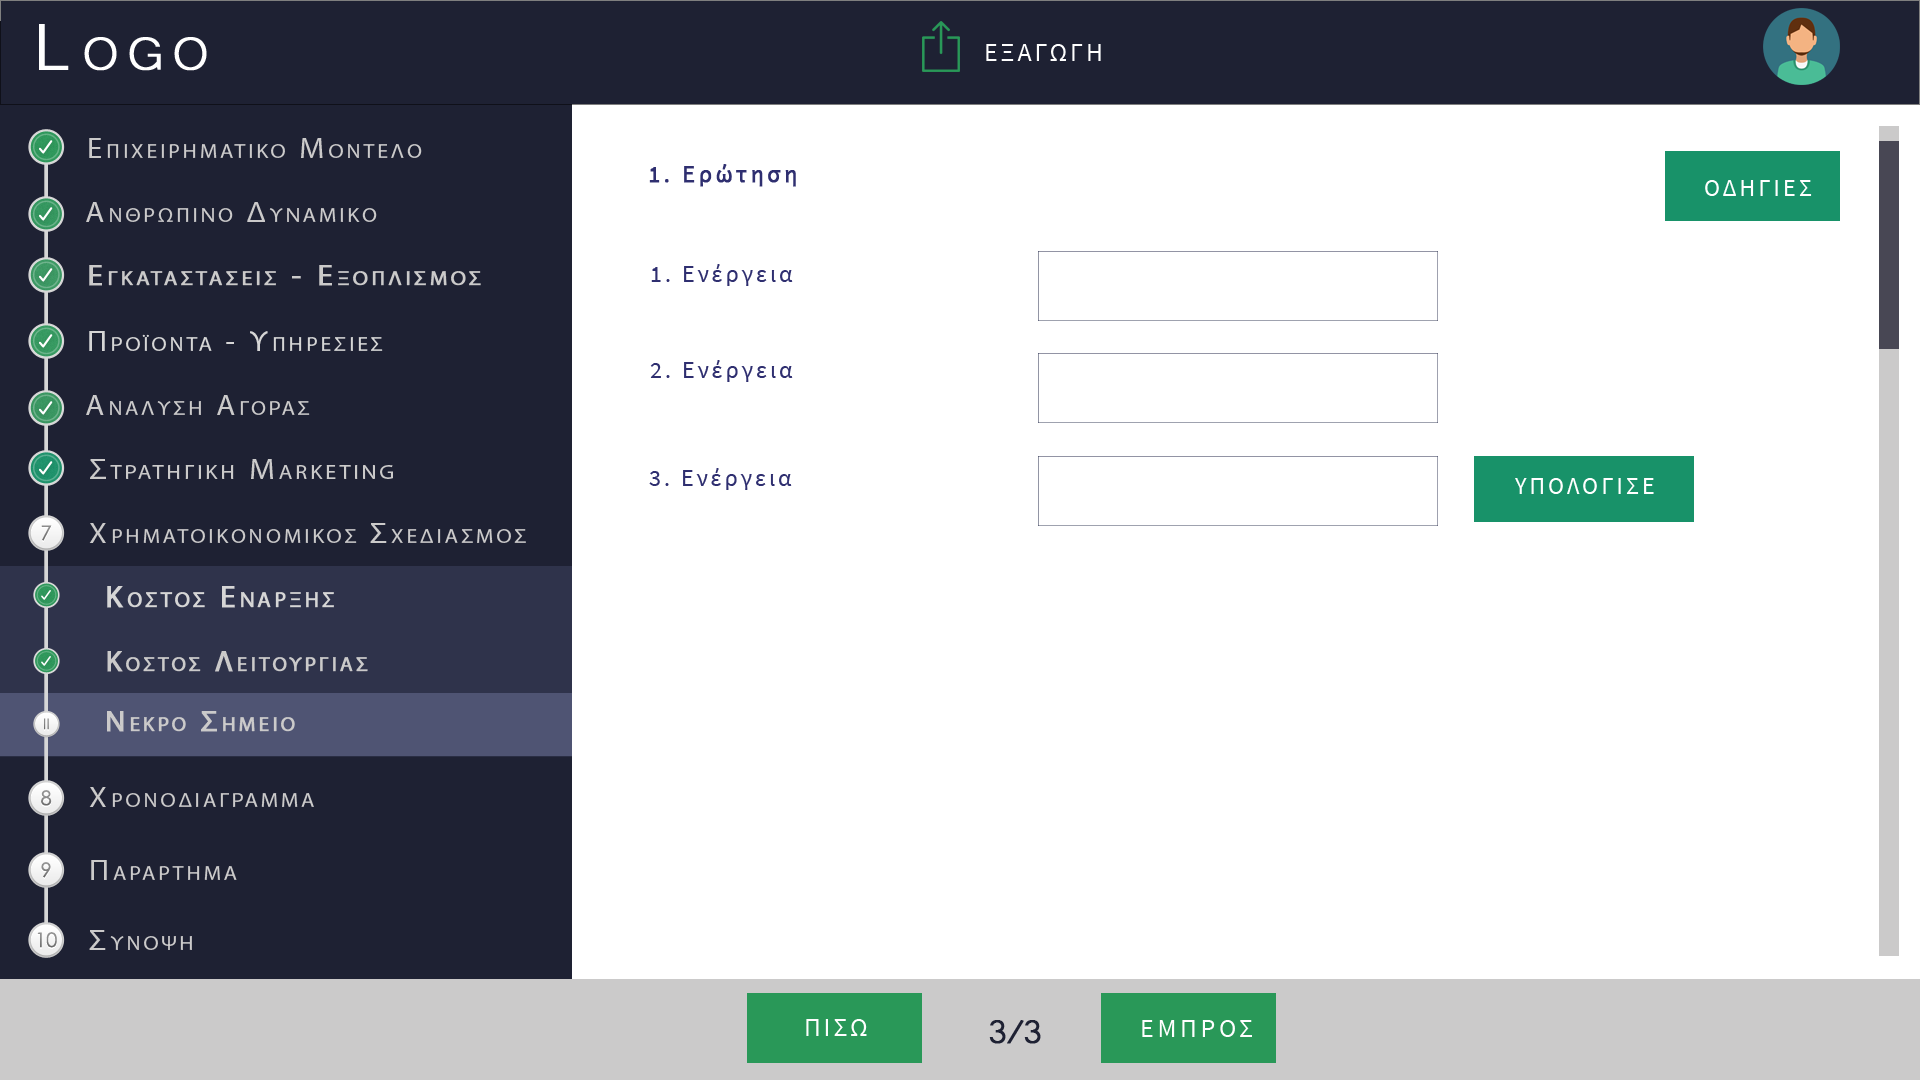 Logo
ΕΞΑΓΩΓΗ
Επιχειρηματικο Μοντελο
Ανθρωπινο Δυναμικο
Εγκαταστασεις - Εξοπλισμος
Προϊοντα - Υπηρεσιες
Αναλυση Αγορας
Στρατηγικη Marketing
7 Χρηματοικονομικος Σχεδιασμος
Κοστος Εναρξης
Κοστος Λειτουργιας
II Νεκρο Σημειο
8 Χρονοδιαγραμμα
9 Παραρτημα
10 Συνοψη
1. Ερώτηση
ΟΔΗΓΙΕΣ
1. Ενέργεια
2. Ενέργεια
3. Ενέργεια
ΥΠΟΛΟΓΙΣΕ
ΠΙΣΩ
3/3
ΕΜΠΡΟΣ